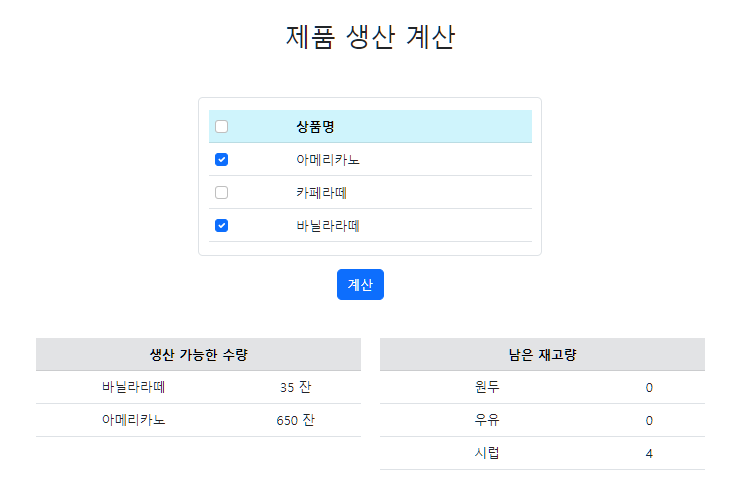 제품 생산 계산
상품명
아메리카노
카페라떼
바닐라라떼
계산
생산 가능한 수량
바닐라라떼 35 잔
아메리카노 650 잔
남은 재고량
원두 0
우유 0
시럽 4